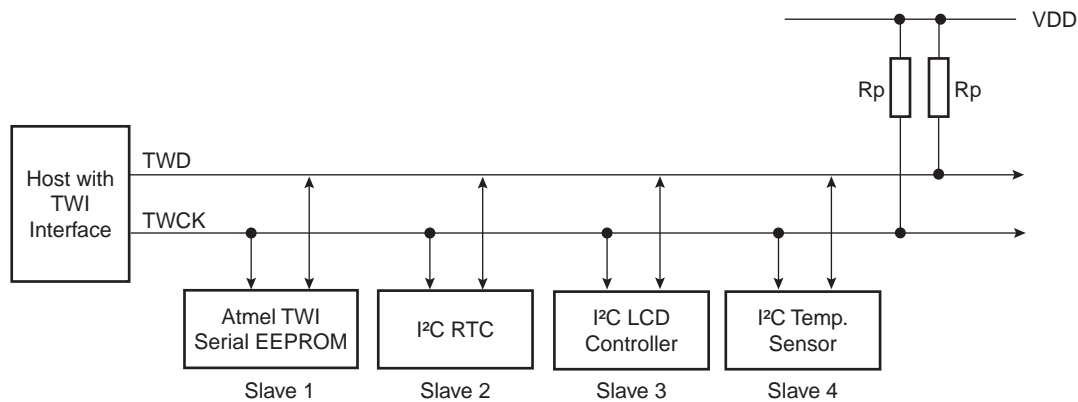 VDD
Rp
Rp
Host with
TWI
Interface
TWD
TWCK
Atmel TWI
Serial EEPROM
Slave 1
I²C RTC
Slave 2
I²C LCD
Controller
Slave 3
I²C Temp.
Sensor
Slave 4